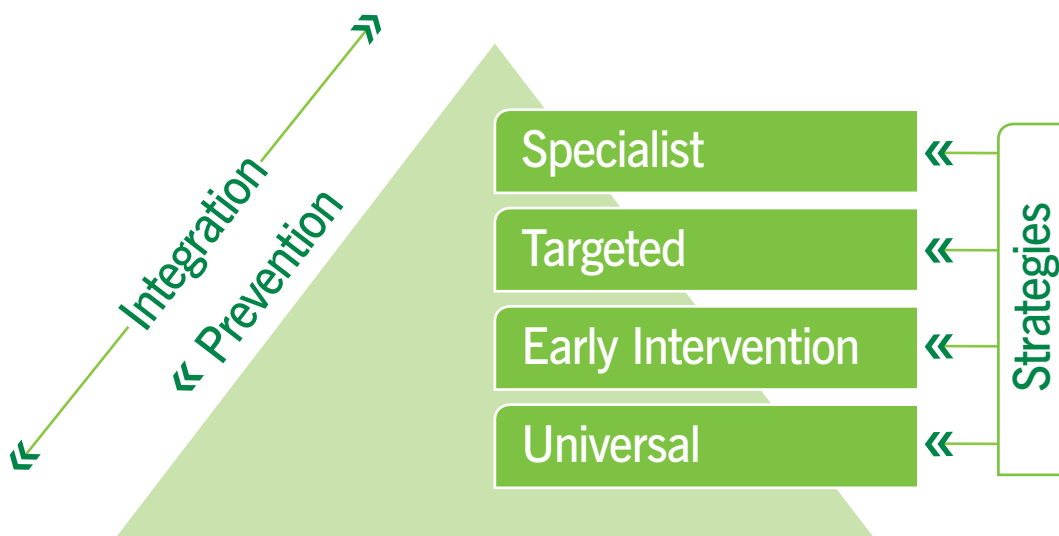 Integration
Prevention
Specialist
Targeted
Early Intervention
Universal
Strategies